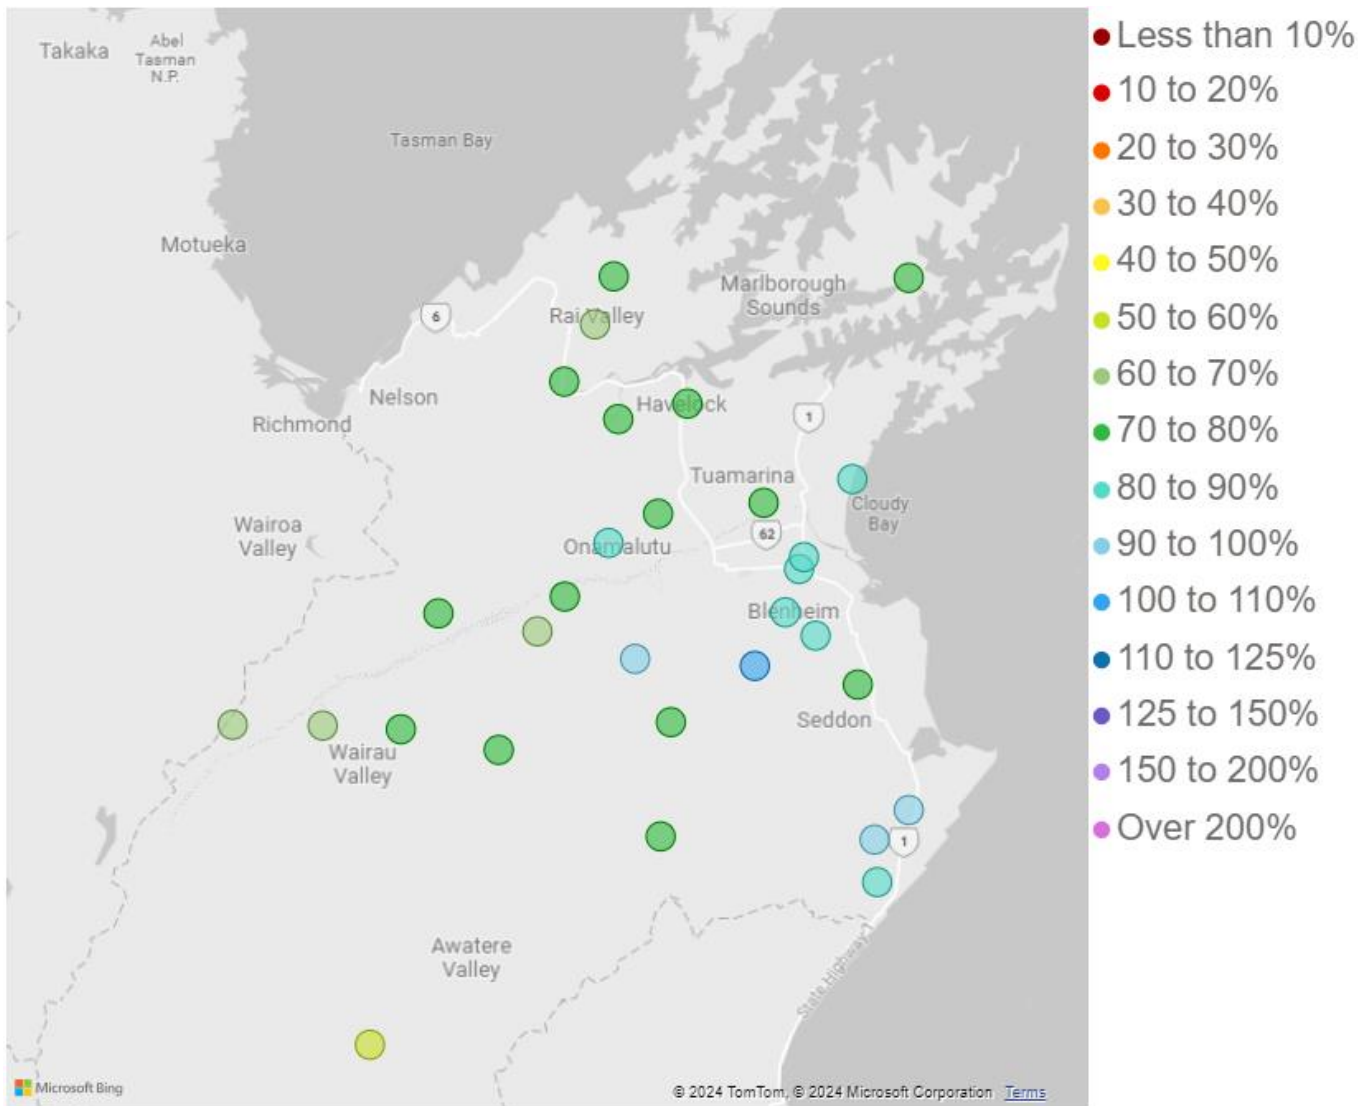 Takaka
Abel
Tasman
N.P.
Tasman Bay
Motueka
6
Rai Valley
Marlborough
Sounds
Nelson
Richmond
Havelock
1
Tuamarina
Cloudy
Bay
Wairoa
Valley
62
Onamalutu
Blenheim
Seddon
Wairau
Valley
1
Awatere
Valley
State Highway 1
Microsoft Bing
© 2024 TomTom, © 2024 Microsoft Corporation Terms
Less than 10%
10 to 20%
20 to 30%
30 to 40%
40 to 50%
50 to 60%
60 to 70%
70 to 80%
80 to 90%
90 to 100%
100 to 110%
110 to 125%
125 to 150%
150 to 200%
Over 200%